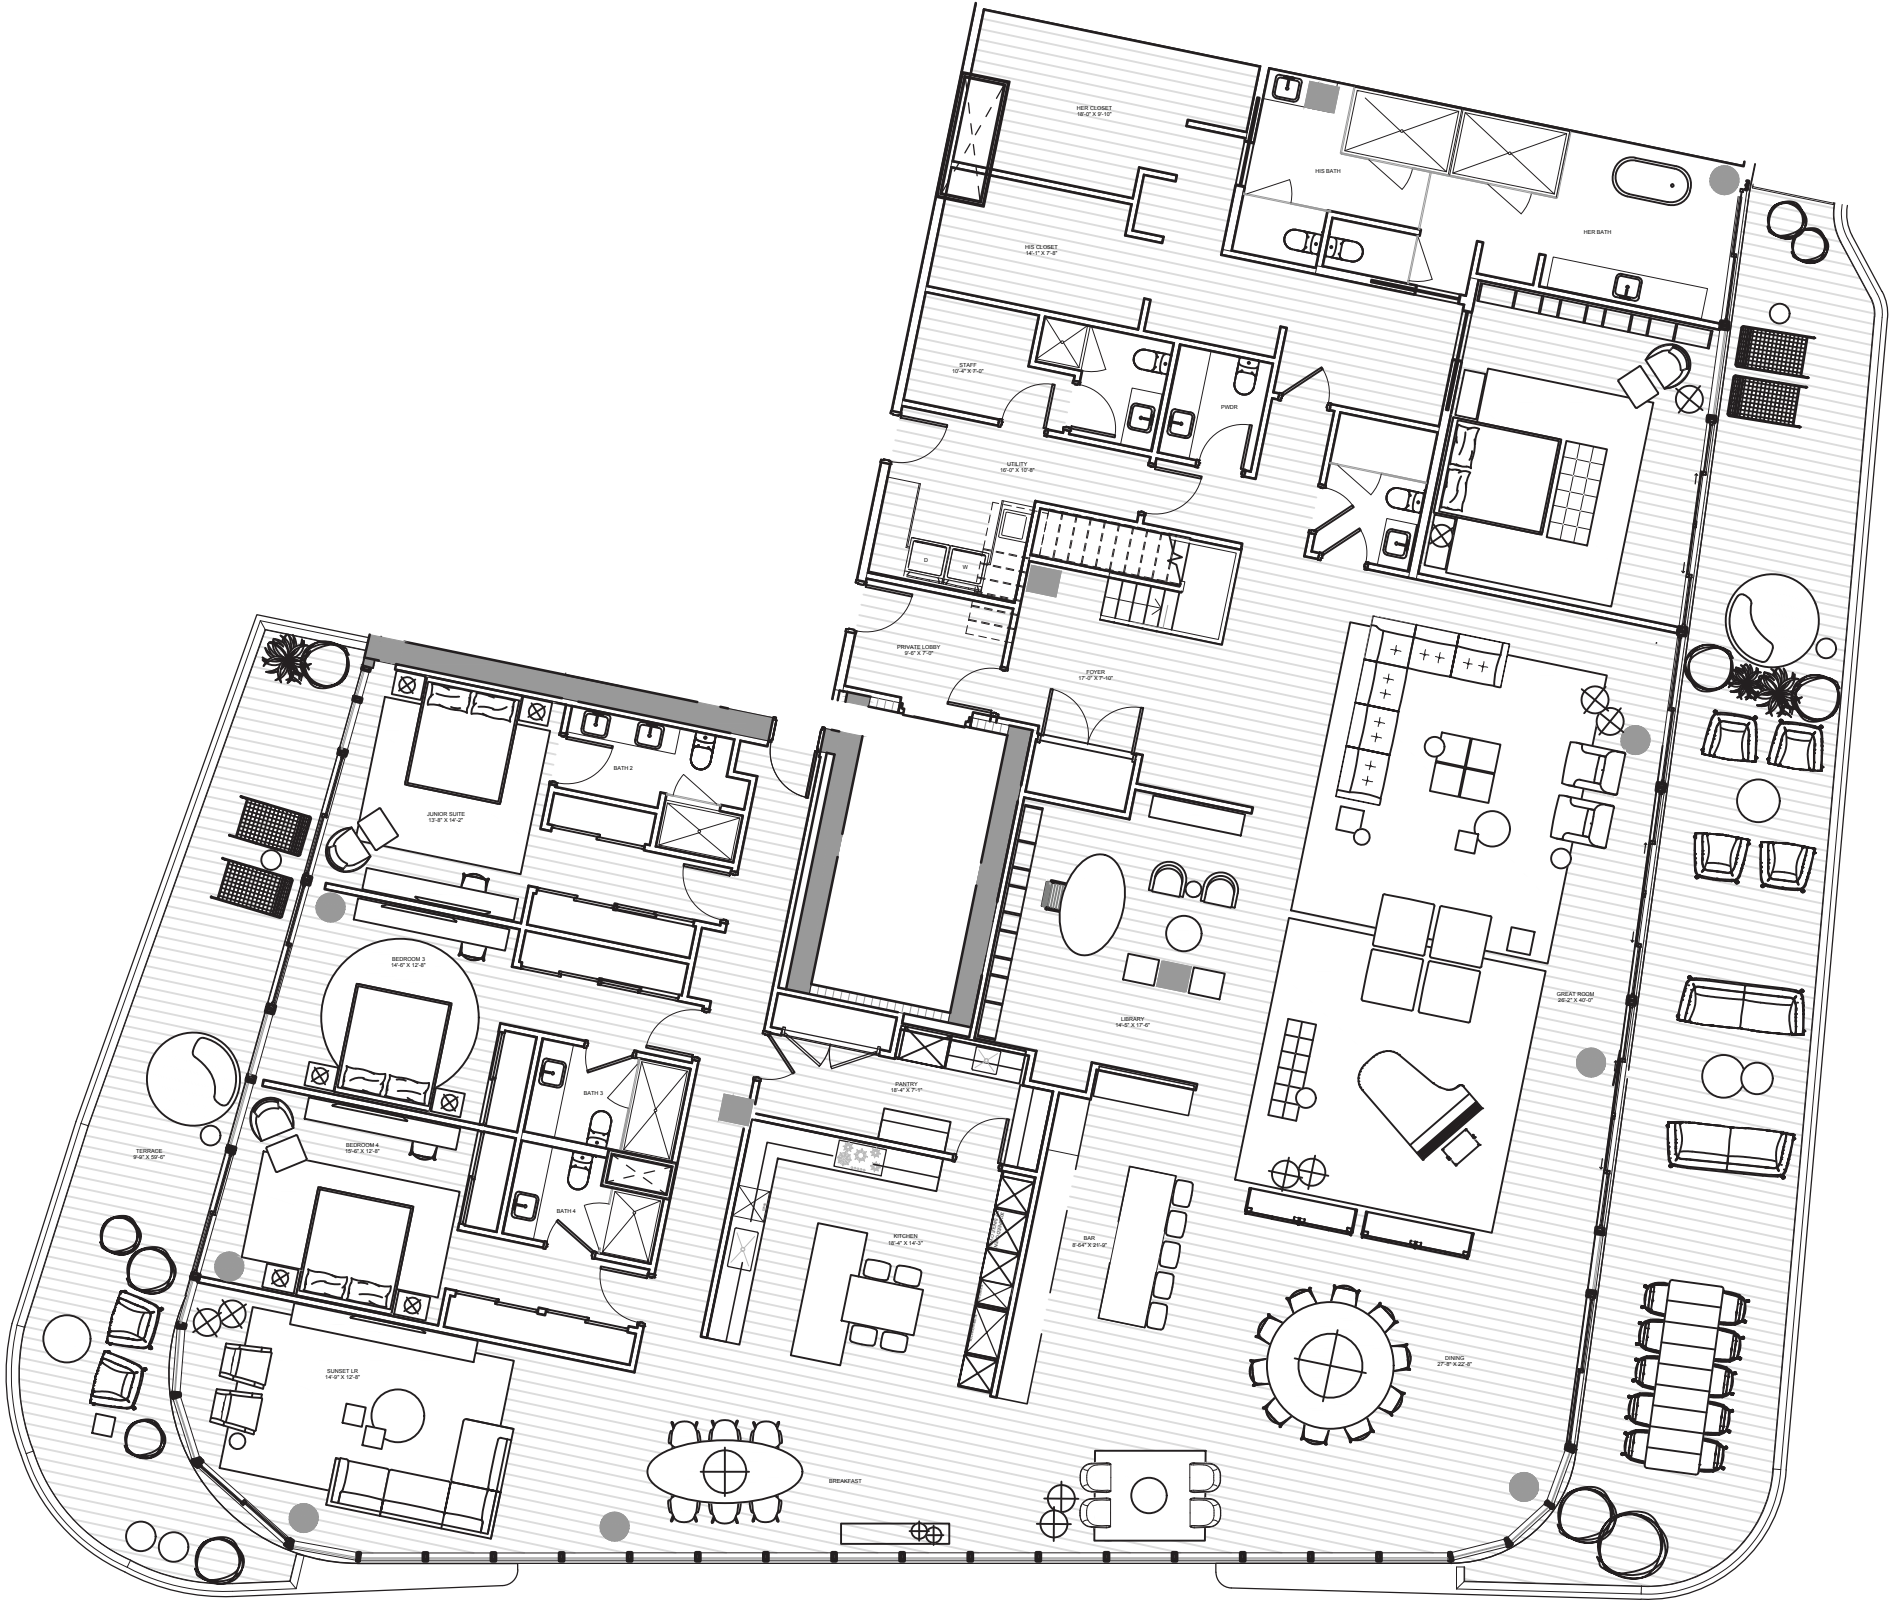 HER CLOSET
18'-0" X 9'-10"
HIS BATH
HER BATH
HIS CLOSET
14'-1" X 7'-8"
STAFF
10'-4" X 7'-0"
PWDR
UTILITY
16'-0" X 10'-8"
D
W
PRIVATE LOBBY
9'-6" X 7'-0"
FOYER
17'-0" X 7'-10"
BATH 2
JUNIOR SUITE
13'-8" X 14'-2"
BEDROOM 3
14'-6" X 12'-8"
GREAT ROOM
26'-2" X 40'-0"
LIBRARY
14'-5" X 17'-6"
PANTRY
18'-4" X 7'-1"
BATH 3
BEDROOM 4
15'-6" X 12'-8"
TERRACE
9'-9" X 59'-6"
BATH 4
KITCHEN
18'-4" X 14'-3"
BAR
8'-64" X 21'-9"
DINING
27'-8" X 22'-8"
SUNSET LR
14'-9" X 12'-8"
BREAKFAST